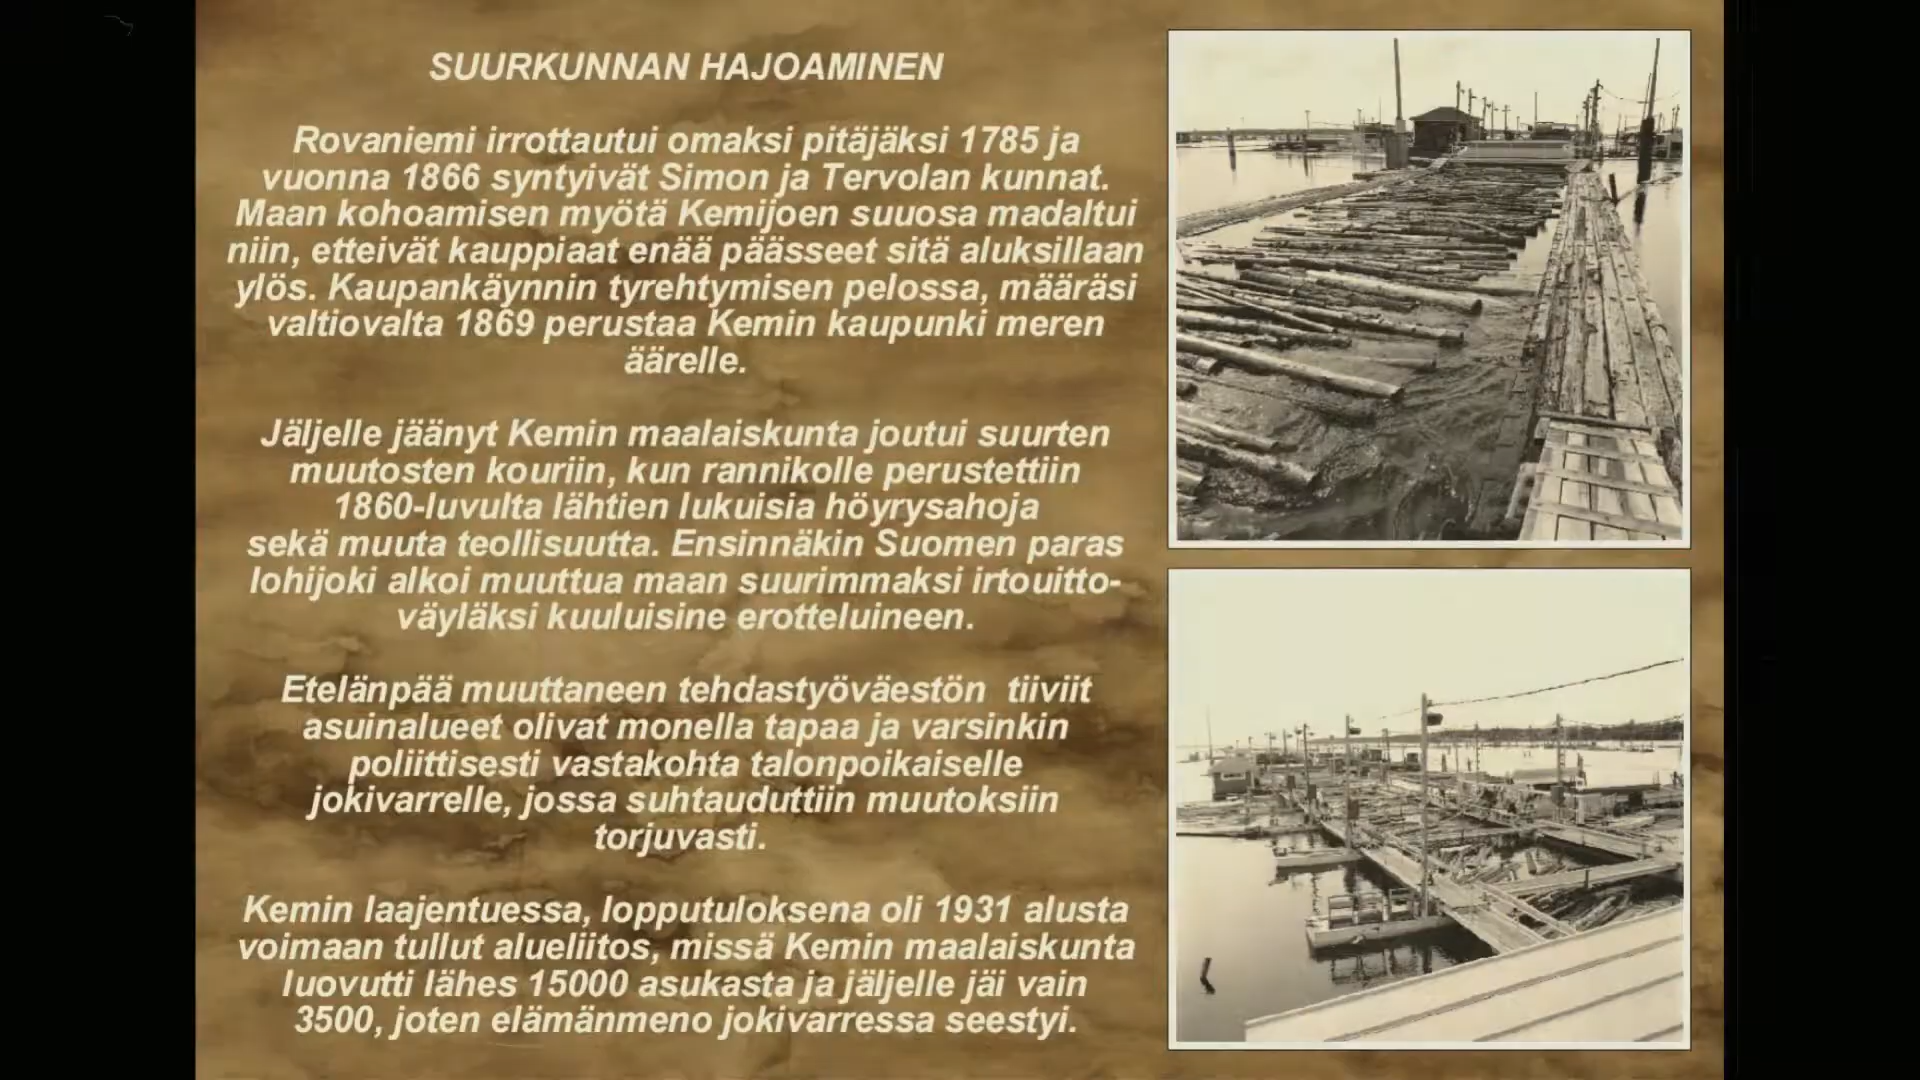 SUURKUNNAN HAJOAMINEN
Rovaniemi irrottautui omaksi pitäjäksi 1785 ja
vuonna 1866 syntyivät Simon ja Tervolan kunnat.
Maan kohoamisen myötä Kemijoen suuosa madaltui
niin, etteivät kauppiaat enää päässeet sitä aluksillaan
ylös. Kaupankäynnin tyrehtymisen pelossa, määräsi
valtiovalta 1869 perustaa Kemin kaupunki meren
äärelle.
Jäljelle jäänyt Kemin maalaiskunta joutui suurten
muutosten kouriin, kun rannikolle perustettiin
1860-luvulta lähtien lukuisia höyrysahoja
sekä muuta teollisuutta. Ensinnäkin Suomen paras
lohijoki alkoi muuttua maan suurimmaksi irtouitto-
väyläksi kuuluisine erotteluineen.
Etelänpää muuttaneen tehdastyöväestön tiiviit
asuinalueet olivat monella tapaa ja varsinkin
poliittisesti vastakohta talonpoikaiselle
jokivarrelle, jossa suhtauduttiin muutoksiin
torjuvasti.
Kemin laajentuessa, lopputuloksena oli 1931 alusta
voimaan tullut alueliitos, missä Kemin maalaiskunta
luovutti lähes 15000 asukasta ja jäljelle jäi vain
3500, joten elämänmeno jokivarressa seestyi.